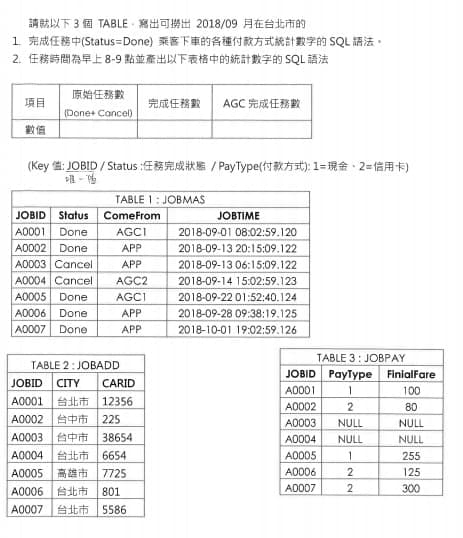 請就以下 3 個 TABLE，寫出可撈出 2018/09 月在台北市的
1. 完成任務中(Status=Done) 乘客下車的各種付款方式統計數字的 SQL 語法。
2. 任務時間為早上 8-9 點並產出以下表格中的統計數字的 SQL 語法
項目 原始任務數 (Done+ Cancel) 完成任務數 AGC 完成任務數
數值
(Key 值: JOBID / Status :任務完成狀態 / PayType(付款方式): 1=現金、2=信用卡)
唯一鍵
TABLE 1 : JOBMAS
JOBID Status ComeFrom JOBTIME
A0001 Done AGC1 2018-09-01 08:02:59.120
A0002 Done APP 2018-09-13 20:15:09.122
A0003 Cancel APP 2018-09-13 06:15:09.122
A0004 Cancel AGC2 2018-09-14 15:02:59.123
A0005 Done AGC1 2018-09-22 01:52:40.124
A0006 Done APP 2018-09-28 09:38:19.125
A0007 Done APP 2018-10-01 19:02:59.126
TABLE 2 : JOBADD
JOBID CITY CARID
A0001 台北市 12356
A0002 台中市 225
A0003 台中市 38654
A0004 台北市 6654
A0005 高雄市 7725
A0006 台北市 801
A0007 台北市 5586
TABLE 3 : JOBPAY
JOBID PayType FinialFare
A0001 1 100
A0002 2 80
A0003 NULL NULL
A0004 NULL NULL
A0005 1 255
A0006 2 125
A0007 2 300